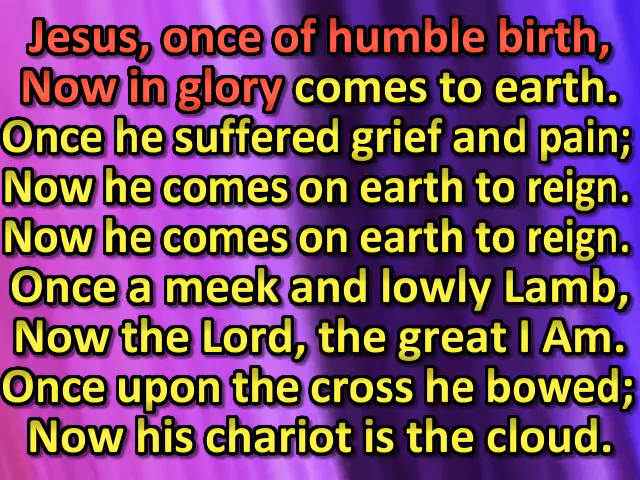 Jesus, once of humble birth,
Now in glory comes to earth.
Once he suffered grief and pain;
Now he comes on earth to reign.
Now he comes on earth to reign.
Once a meek and lowly Lamb,
Now the Lord, the great I Am.
Once upon the cross he bowed;
Now his chariot is the cloud.